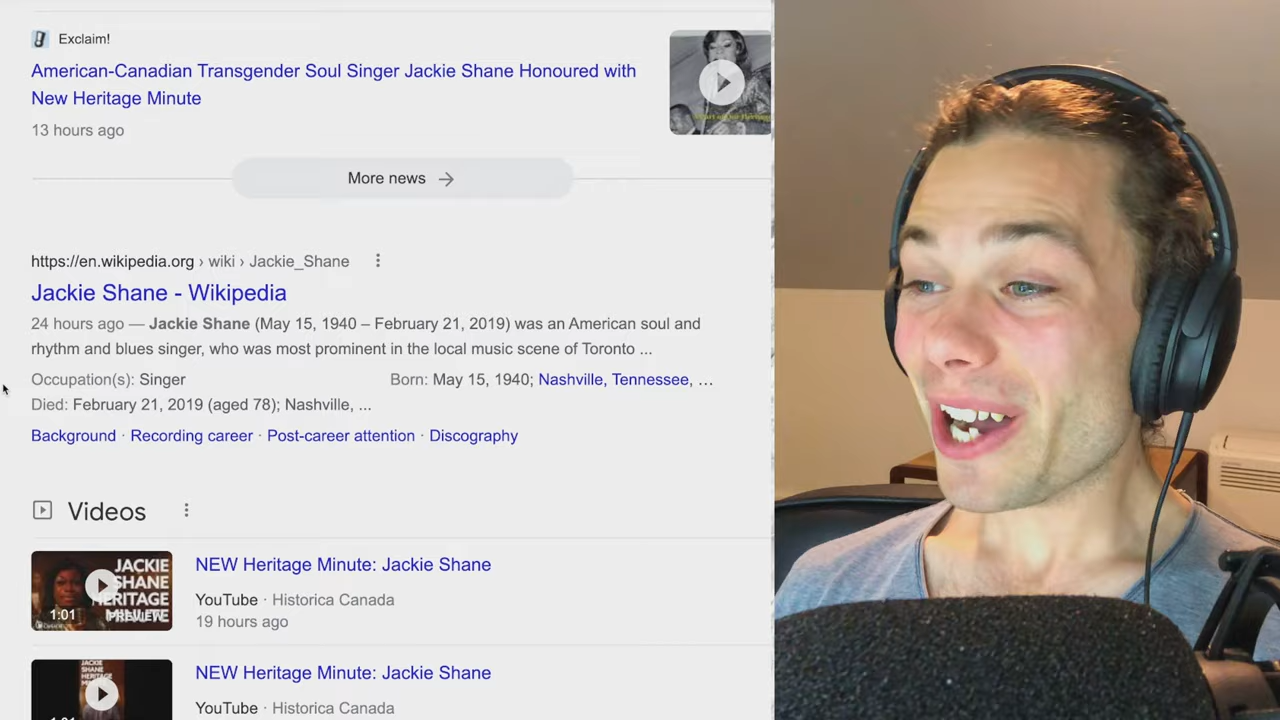 Exclaim!
American-Canadian Transgender Soul Singer Jackie Shane Honoured with
New Heritage Minute
13 hours ago
More news →
https://en.wikipedia.org › wiki › Jackie_Shane
Jackie Shane - Wikipedia
24 hours ago — Jackie Shane (May 15, 1940 – February 21, 2019) was an American soul and
rhythm and blues singer, who was most prominent in the local music scene of Toronto ...
Occupation(s): Singer
Born: May 15, 1940; Nashville, Tennessee, ...
Died: February 21, 2019 (aged 78); Nashville, ...
Background · Recording career · Post-career attention · Discography
Videos
JACKIE
SHANE
HERITAGE
1:01
NEW Heritage Minute: Jackie Shane
YouTube · Historica Canada
19 hours ago
JACKIE
SHANE
HERITAGE
1:01
NEW Heritage Minute: Jackie Shane
YouTube · Historica Canada